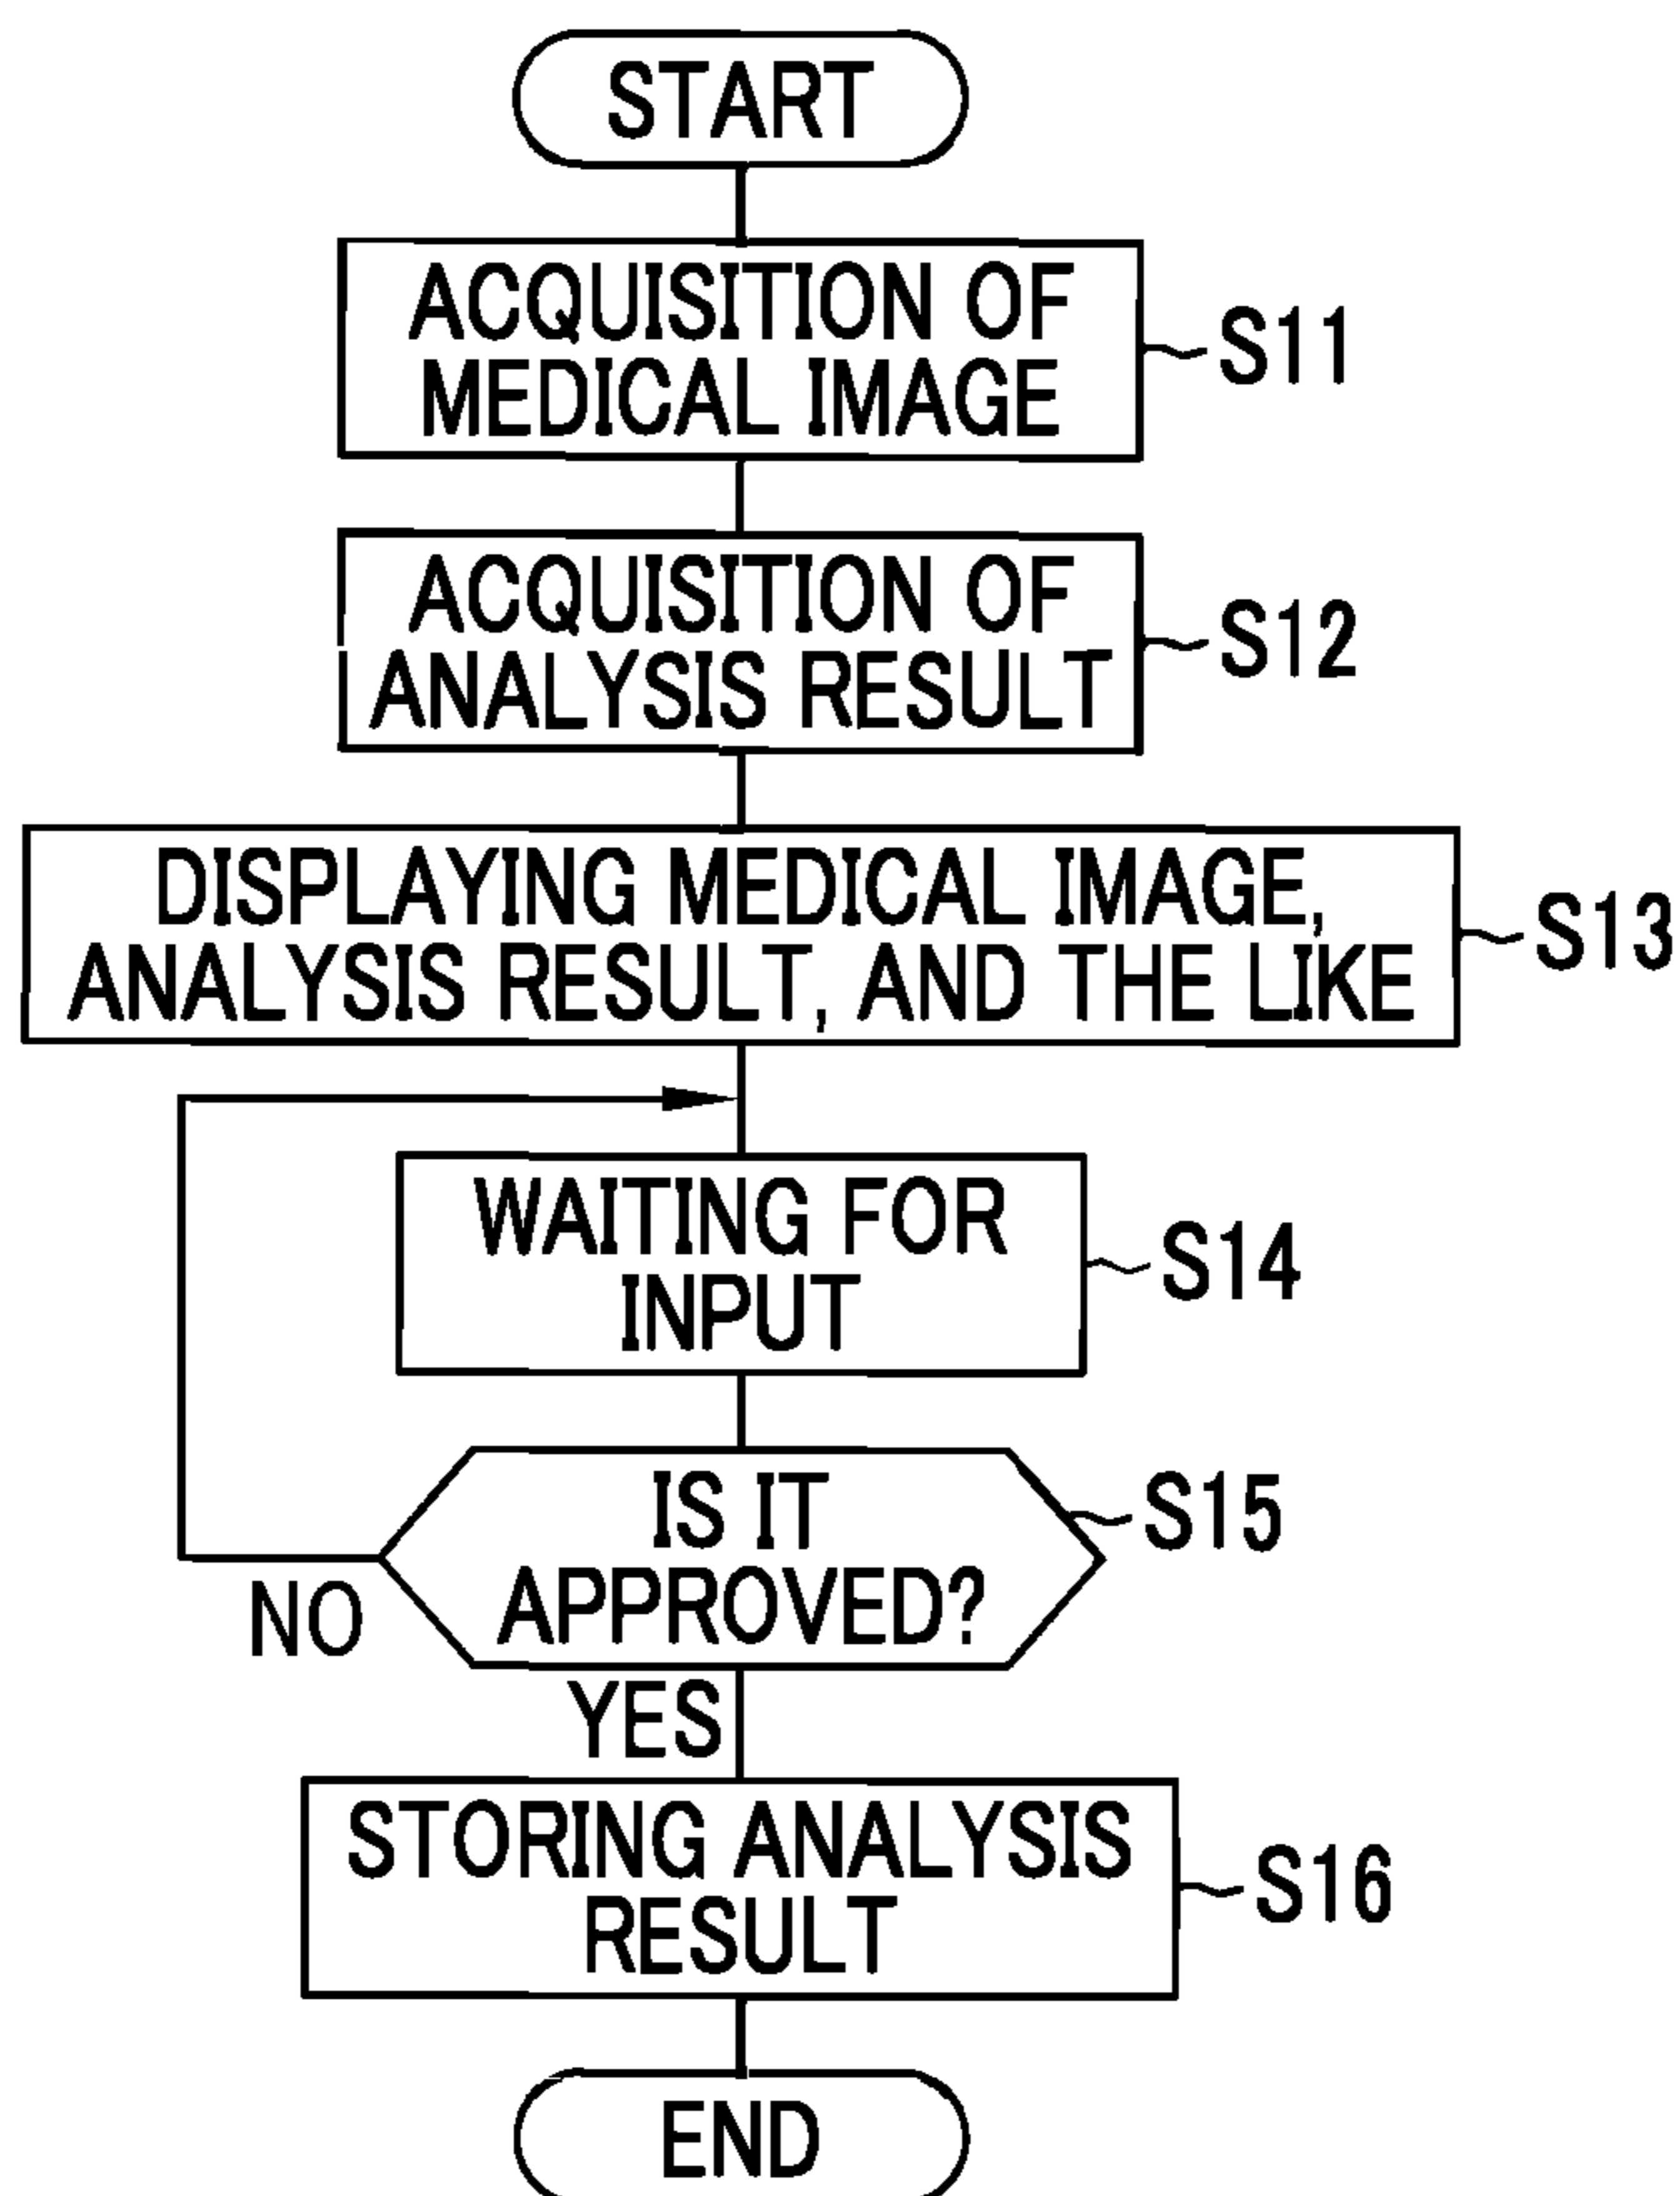 START
ACQUISITION OF
MEDICAL IMAGE
S11
ACQUISITION OF
ANALYSIS RESULT
S12
DISPLAYING MEDICAL IMAGE,
ANALYSIS RESULT, AND THE LIKE
S13
WAITING FOR
INPUT
S14
IS IT
APPROVED?
S15
NO
YES
STORING ANALYSIS
RESULT
S16
END